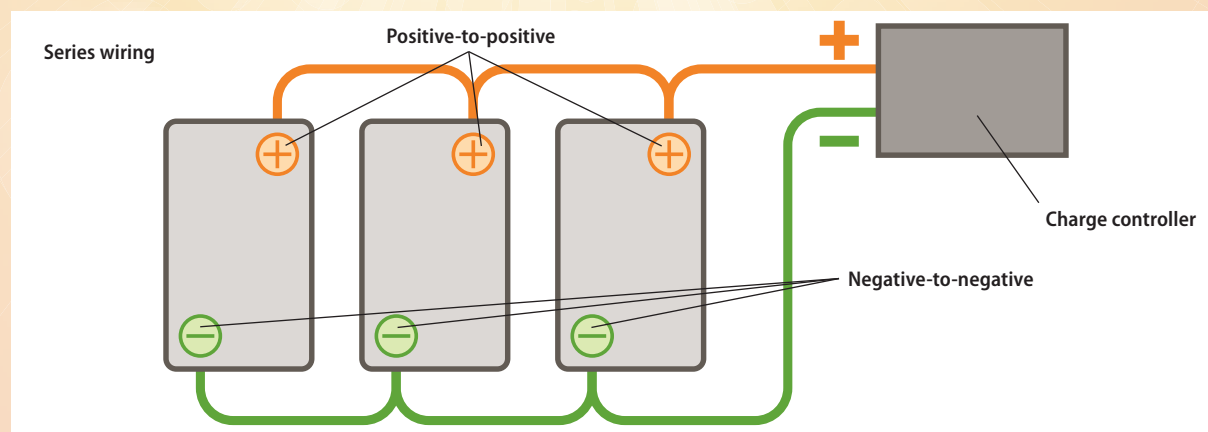 Series wiring
Positive-to-positive
+
−
+
+
+
Charge controller
Negative-to-negative
−
−
−